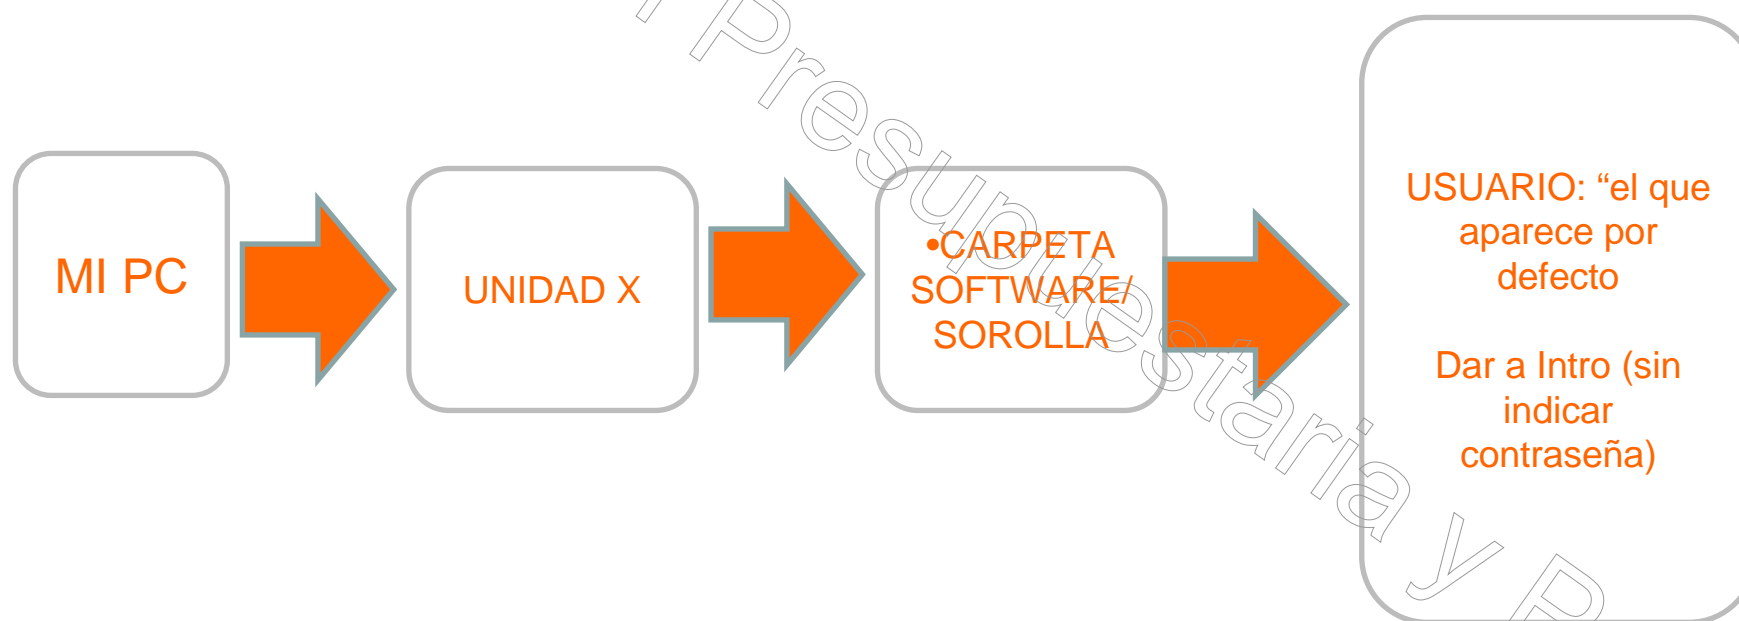 MI PC
UNIDAD X
•CARPETA
SOFTWARE/
SOROLLA
USUARIO: “el que
aparece por
defecto
Dar a Intro (sin
indicar
contraseña)
Presupuestaria y